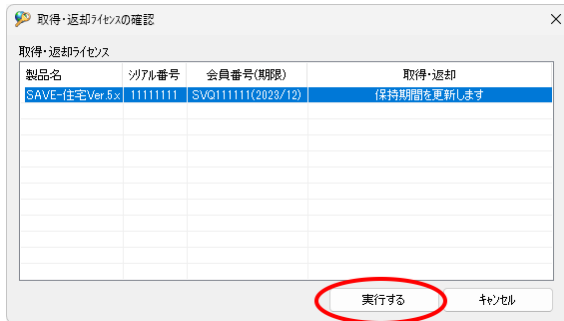 取得・返却ﾗｲｾﾝｽの確認
取得・返却ﾗｲｾﾝｽ
製品名 ｼﾘｱﾙ番号 会員番号(期限) 取得・返却
SAVE-住宅Ver.5.x 11111111 SVQ111111(2023/12) 保持期間を更新します
実行する ｷｬﾝｾﾙ